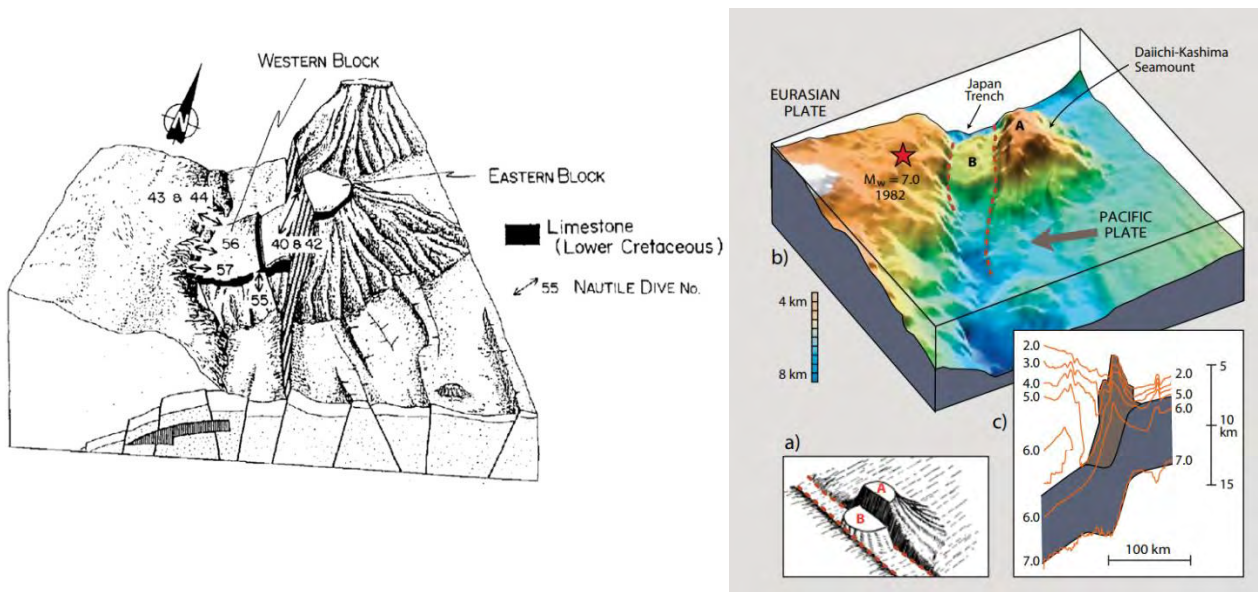 WESTERN BLOCK
EASTERN BLOCK
Limestone
(Lower Cretaceous)
55 NAUTILE DIVE No.
43 & 44
56
40 & 42
57
55
Daiichi-Kashima
Seamount
Japan
Trench
EURASIAN
PLATE
A
B
Mw = 7.0
1982
PACIFIC
PLATE
b)
4 km
8 km
a)
A
B
c)
2.0
3.0
4.0
5.0
6.0
6.0
7.0
2.0
5.0
6.0
7.0
5
10
km
15
100 km